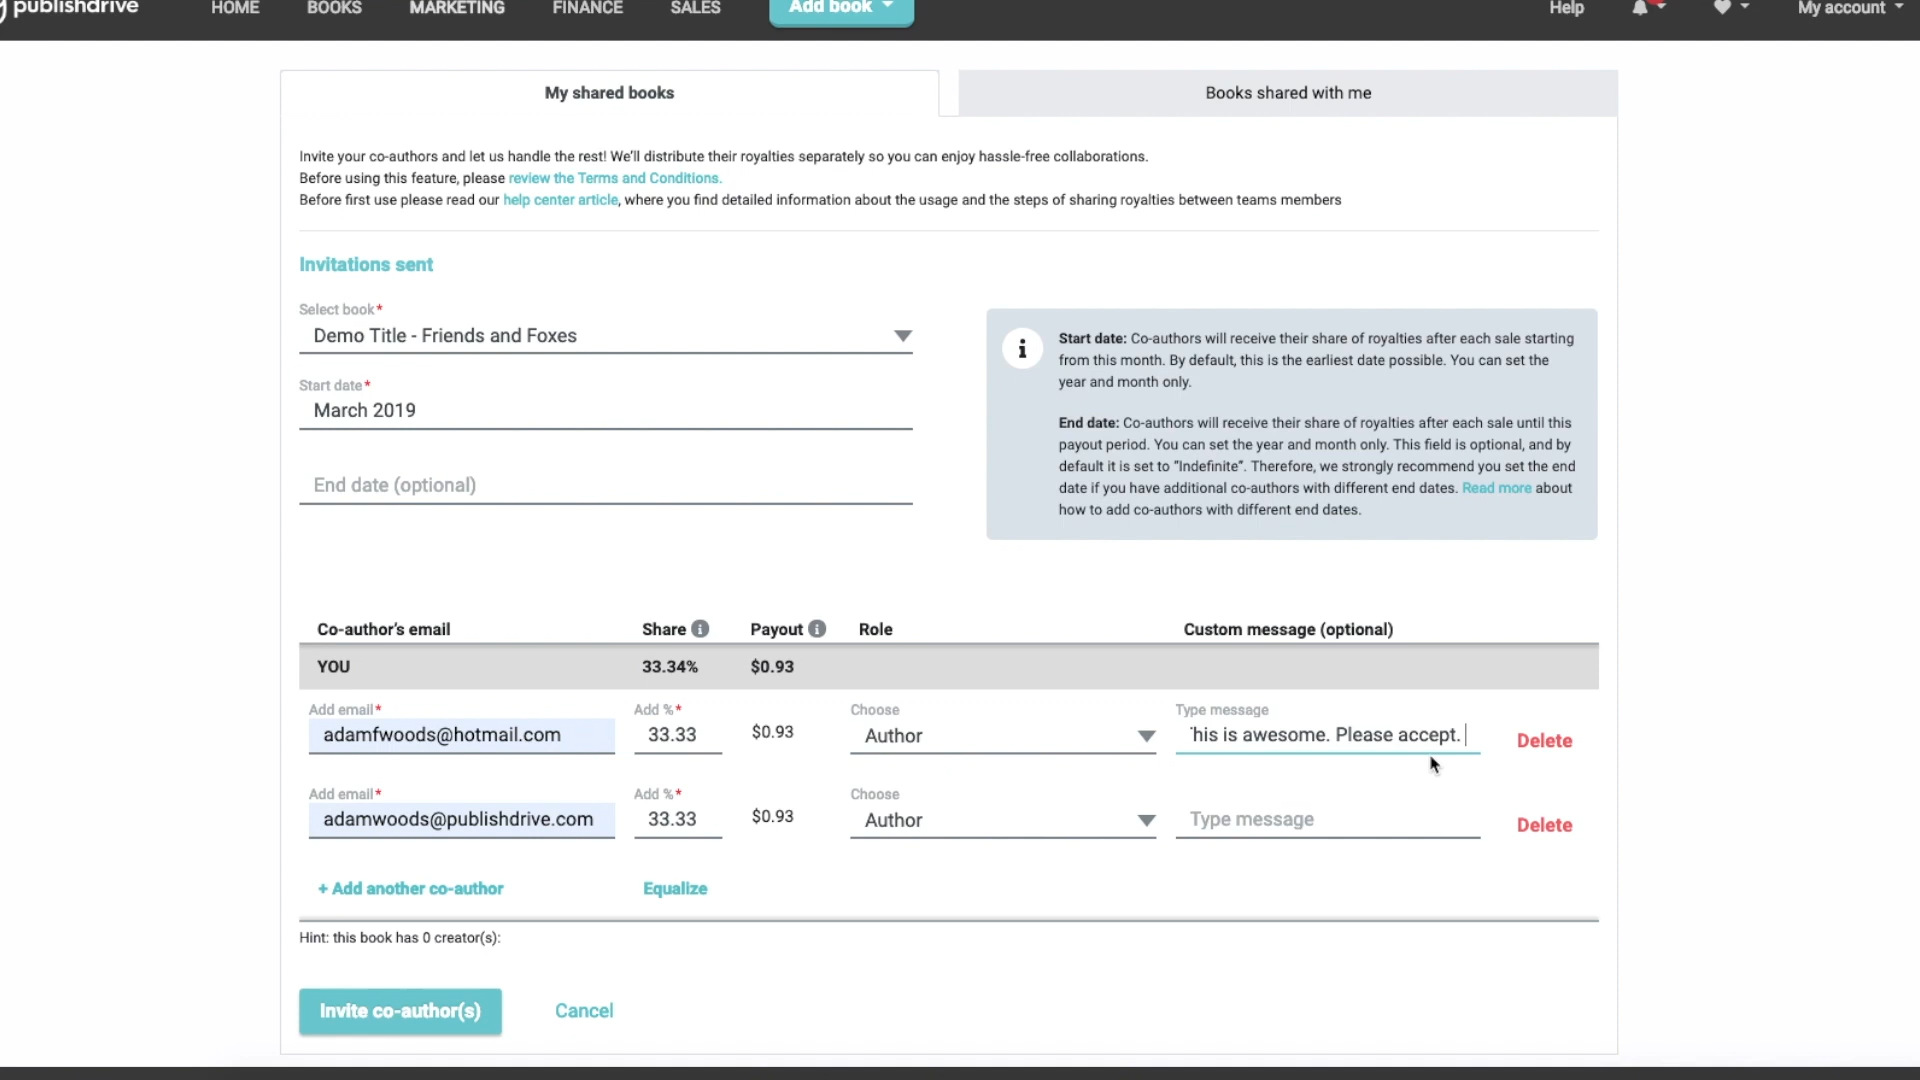 publishdrive HOME BOOKS MARKETING FINANCE SALES Add book Help My account
My shared books Books shared with me
Invite your co-authors and let us handle the rest! We'll distribute their royalties separately so you can enjoy hassle-free collaborations.
Before using this feature, please review the Terms and Conditions.
Before first use please read our help center article, where you find detailed information about the usage and the steps of sharing royalties between teams members
Invitations sent
Select book*
Demo Title - Friends and Foxes
Start date*
March 2019
End date (optional)
i
Start date: Co-authors will receive their share of royalties after each sale starting
from this month. By default, this is the earliest date possible. You can set the
year and month only.
End date: Co-authors will receive their share of royalties after each sale until this
payout period. You can set the year and month only. This field is optional, and by
default it is set to "Indefinite". Therefore, we strongly recommend you set the end
date if you have additional co-authors with different end dates. Read more about
how to add co-authors with different end dates.
Co-author's email Share i Payout i Role Custom message (optional)
YOU 33.34% $0.93
Add email* Add %* Choose Type message
adamfwoods@hotmail.com 33.33 $0.93 Author his is awesome. Please accept. Delete
Add email* Add %* Choose
adamwoods@publishdrive.com 33.33 $0.93 Author Type message Delete
+ Add another co-author Equalize
Hint: this book has 0 creator(s):
Invite co-author(s) Cancel